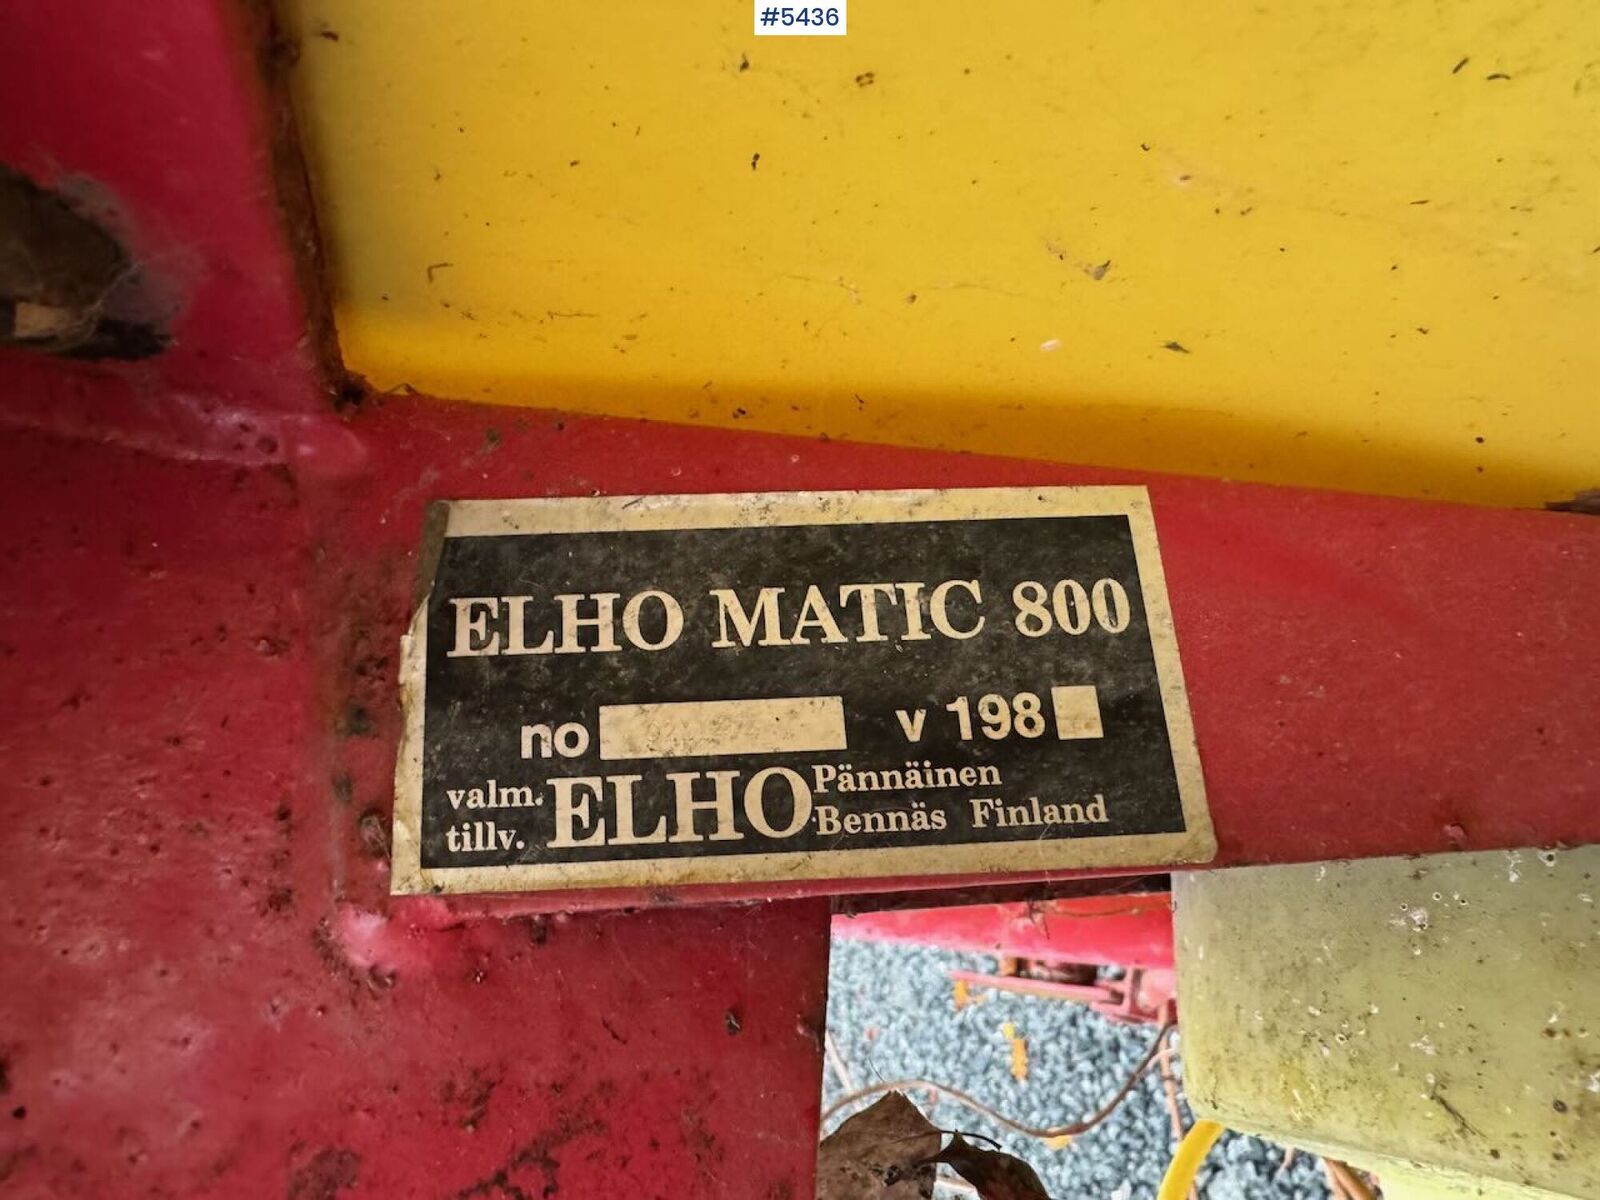 #5436
ELHO MATIC 800
no v 198
valm. ELHO Pännäinen
tillv. Bennäs Finland